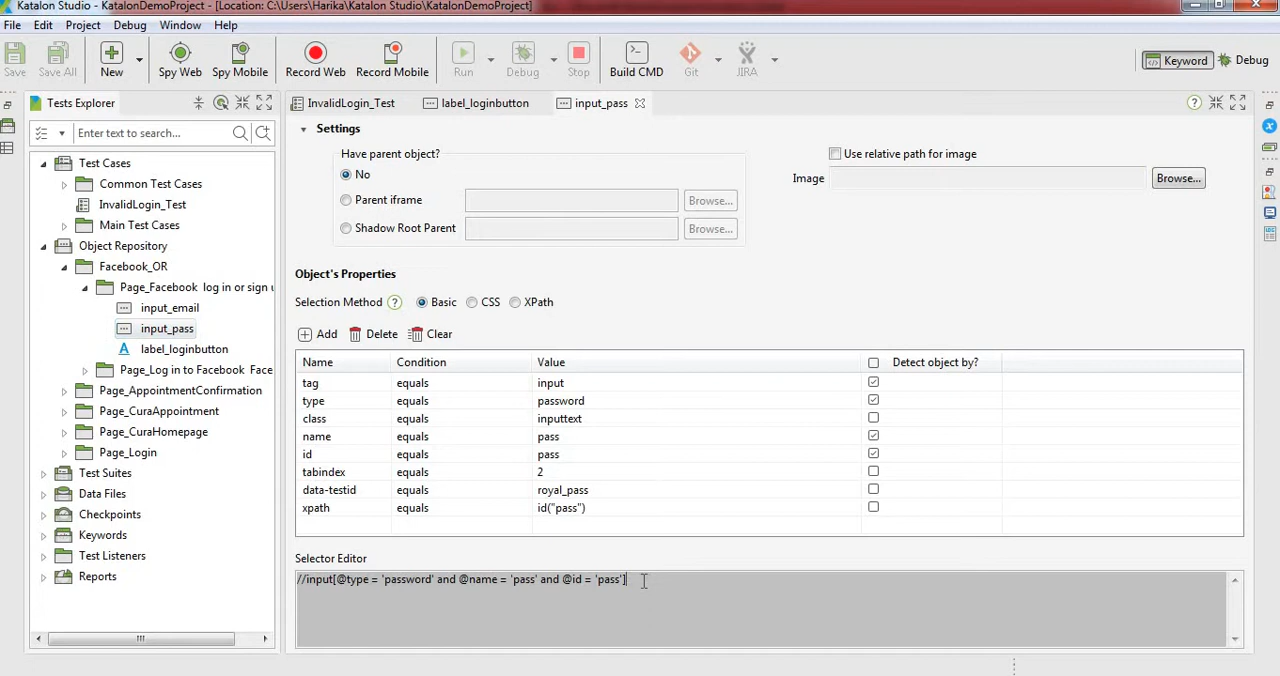 Katalon Studio - KatalonDemoProject - [Location: C:\Users\Harika\Katalon Studio\KatalonDemoProject]
File Edit Project Debug Window Help
Save Save All New Spy Web Spy Mobile Record Web Record Mobile Run Debug Stop Build CMD Git JIRA Keyword Debug
Tests Explorer
InvalidLogin_Test label_loginbutton input_pass
Enter text to search...
Test Cases
Common Test Cases
InvalidLogin_Test
Main Test Cases
Object Repository
Facebook_OR
Page_Facebook log in or sign u
input_email
input_pass
label_loginbutton
Page_Log in to Facebook Face
Page_AppointmentConfirmation
Page_CuraAppointment
Page_CuraHomepage
Page_Login
Test Suites
Data Files
Checkpoints
Keywords
Test Listeners
Reports
Settings
Have parent object?
No
Parent iframe Browse...
Shadow Root Parent Browse...
Use relative path for image
Image Browse...
Object's Properties
Selection Method ? Basic CSS XPath
Add Delete Clear
Name Condition Value Detect object by?
tag equals input
type equals password
class equals inputtext
name equals pass
id equals pass
tabindex equals 2
data-testid equals royal_pass
xpath equals id("pass")
Selector Editor
//input[@type = 'password' and @name = 'pass' and @id = 'pass']